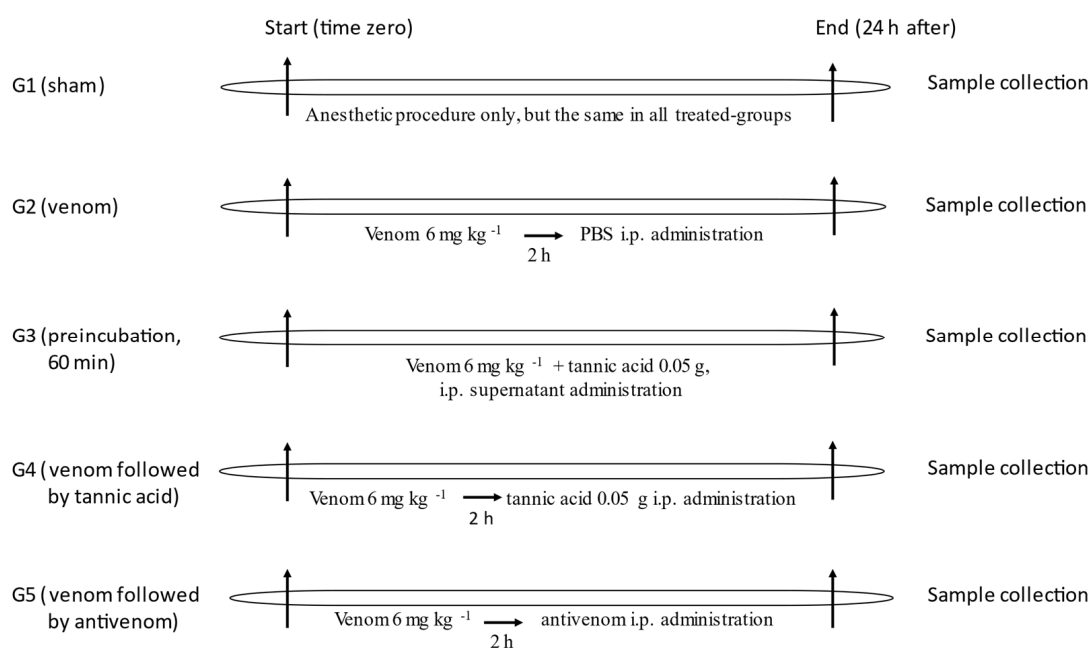 Start (time zero) End (24 h after)
G1 (sham) Sample collection
Anesthetic procedure only, but the same in all treated-groups
G2 (venom) Sample collection
Venom 6 mg kg -1 PBS i.p. administration
2 h
G3 (preincubation, Sample collection
60 min)
Venom 6 mg kg -1 + tannic acid 0.05 g,
i.p. supernatant administration
G4 (venom followed Sample collection
by tannic acid)
Venom 6 mg kg -1 tannic acid 0.05 g i.p. administration
2 h
G5 (venom followed Sample collection
by antivenom)
Venom 6 mg kg -1 antivenom i.p. administration
2 h